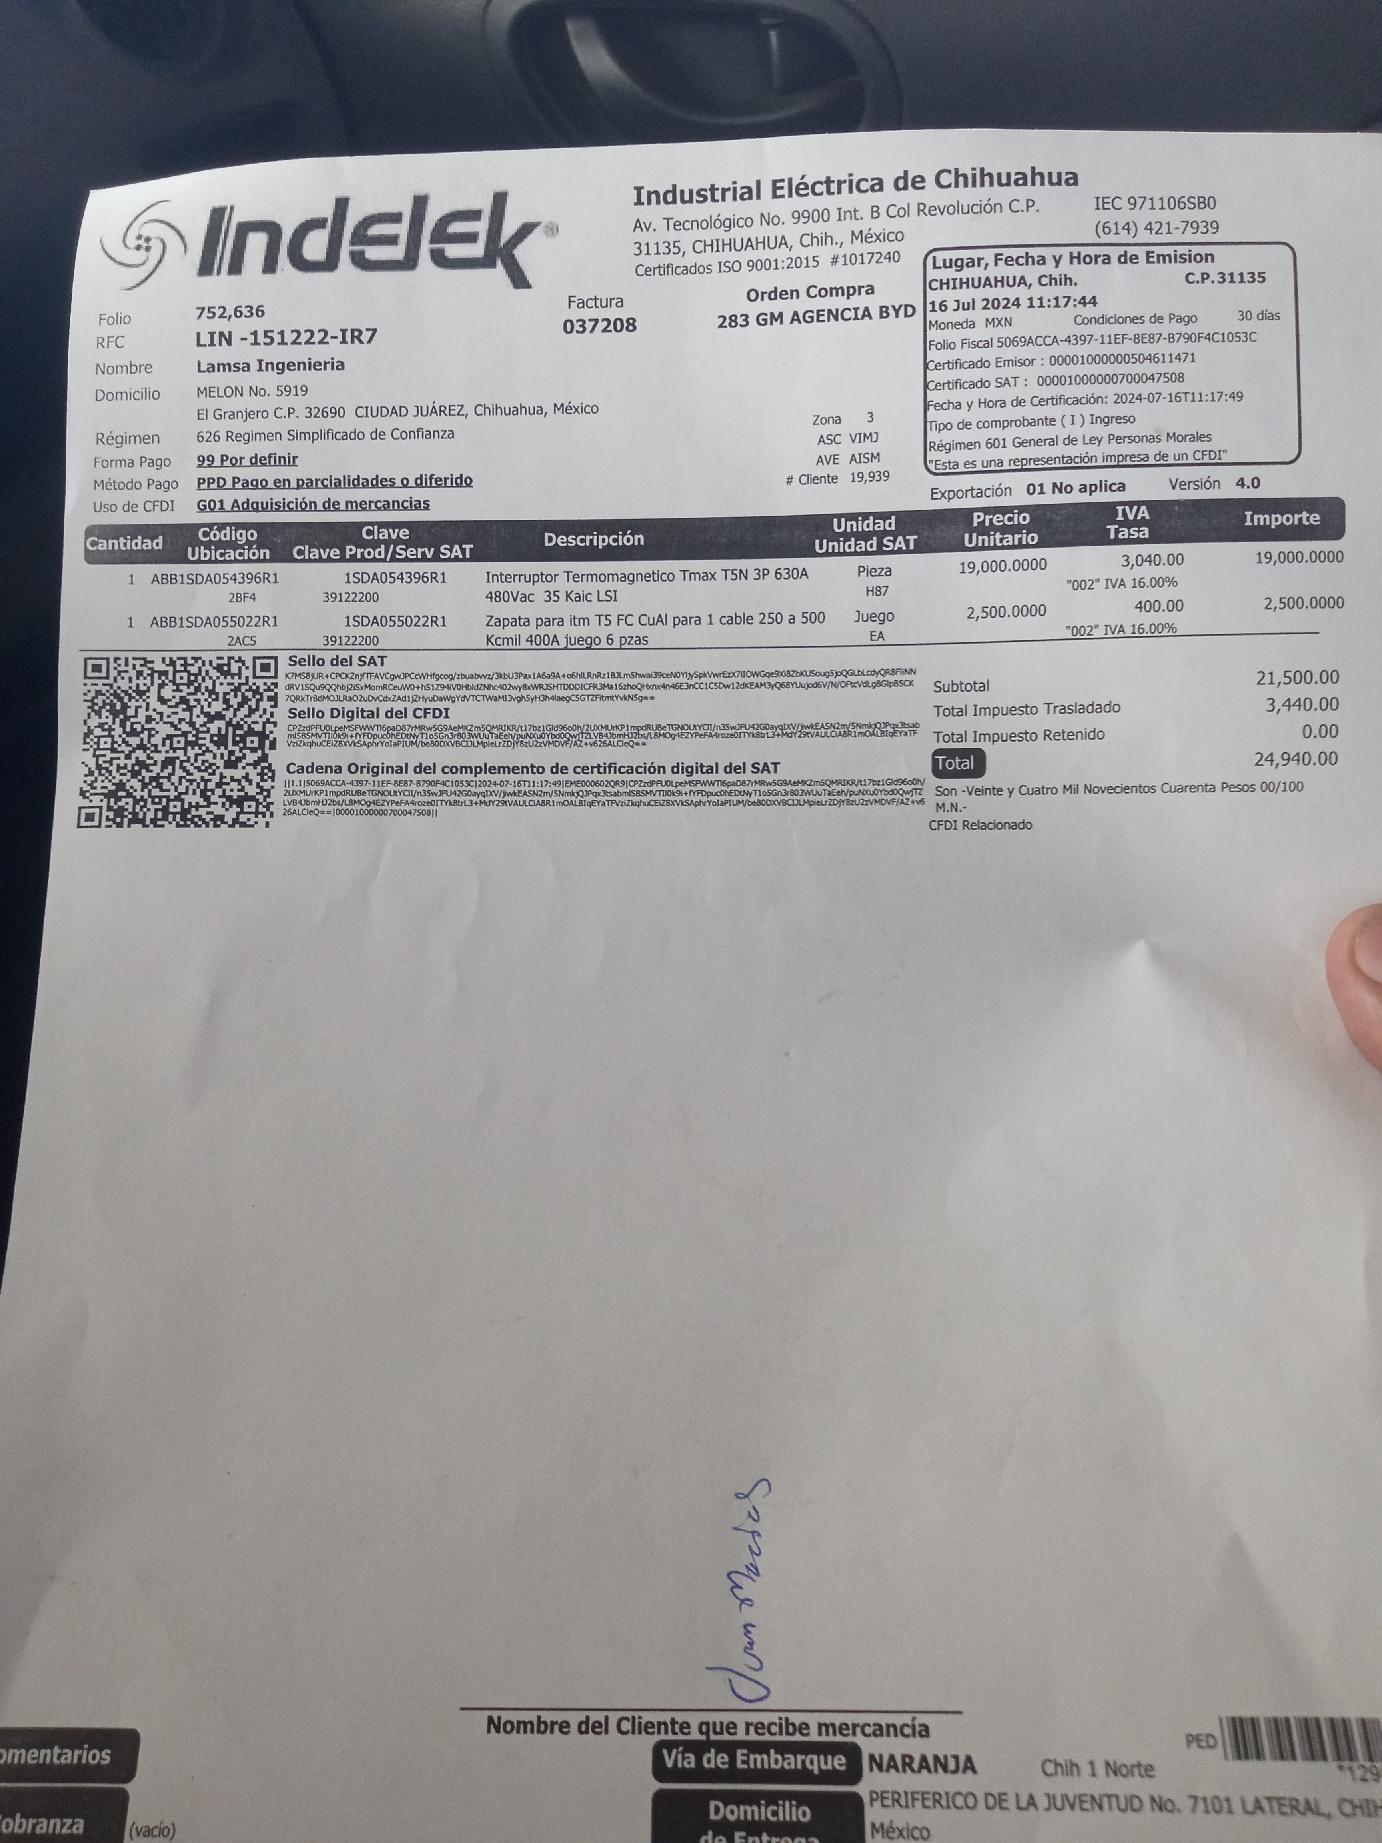 Indelek®
Industrial Eléctrica de Chihuahua
Av. Tecnológico No. 9900 Int. B Col Revolución C.P.
31135, CHIHUAHUA, Chih., México
Certificados ISO 9001:2015 #1017240
IEC 971106SB0
(614) 421-7939
Folio 752,636
RFC LIN -151222-IR7
Nombre Lamsa Ingenieria
Domicilio MELON No. 5919
El Granjero C.P. 32690 CIUDAD JUÁREZ, Chihuahua, México
Régimen 626 Regimen Simplificado de Confianza
Forma Pago 99 Por definir
Método Pago PPD Pago en parcialidades o diferido
Uso de CFDI G01 Adquisición de mercancias
Factura
037208
Orden Compra
283 GM AGENCIA BYD
Zona 3
ASC VIMJ
AVE AISM
# Cliente 19,939
Lugar, Fecha y Hora de Emision
CHIHUAHUA, Chih. C.P.31135
16 Jul 2024 11:17:44
Moneda MXN Condiciones de Pago 30 días
Folio Fiscal 5069ACCA-4397-11EF-8E87-B790F4C1053C
Certificado Emisor : 00001000000504611471
Certificado SAT : 00001000000700047508
Fecha y Hora de Certificación: 2024-07-16T11:17:49
Tipo de comprobante ( I ) Ingreso
Régimen 601 General de Ley Personas Morales
"Esta es una representación impresa de un CFDI"
Exportación 01 No aplica Versión 4.0
Cantidad Código Ubicación Clave Clave Prod/Serv SAT Descripción Unidad Unidad SAT Precio Unitario IVA Tasa Importe
1 ABB1SDA054396R1 1SDA054396R1 Interruptor Termomagnetico Tmax T5N 3P 630A Pieza 19,000.0000 3,040.00 19,000.0000
2BF4 39122200 480Vac 35 Kaic LSI H87 "002" IVA 16.00%
1 ABB1SDA055022R1 1SDA055022R1 Zapata para itm T5 FC CuAl para 1 cable 250 a 500 Juego 2,500.0000 400.00 2,500.0000
2AC5 39122200 Kcmil 400A juego 6 pzas EA "002" IVA 16.00%
Sello del SAT
Sello Digital del CFDI
Cadena Original del complemento de certificación digital del SAT
Subtotal 21,500.00
Total Impuesto Trasladado 3,440.00
Total Impuesto Retenido 0.00
Total 24,940.00
Son -Veinte y Cuatro Mil Novecientos Cuarenta Pesos 00/100
M.N.-
CFDI Relacionado
Nombre del Cliente que recibe mercancía
omentarios
Vía de Embarque NARANJA Chih 1 Norte
PED
*129
obranza (vacío)
Domicilio de Entrega
PERIFERICO DE LA JUVENTUD No. 7101 LATERAL, CHIH
México